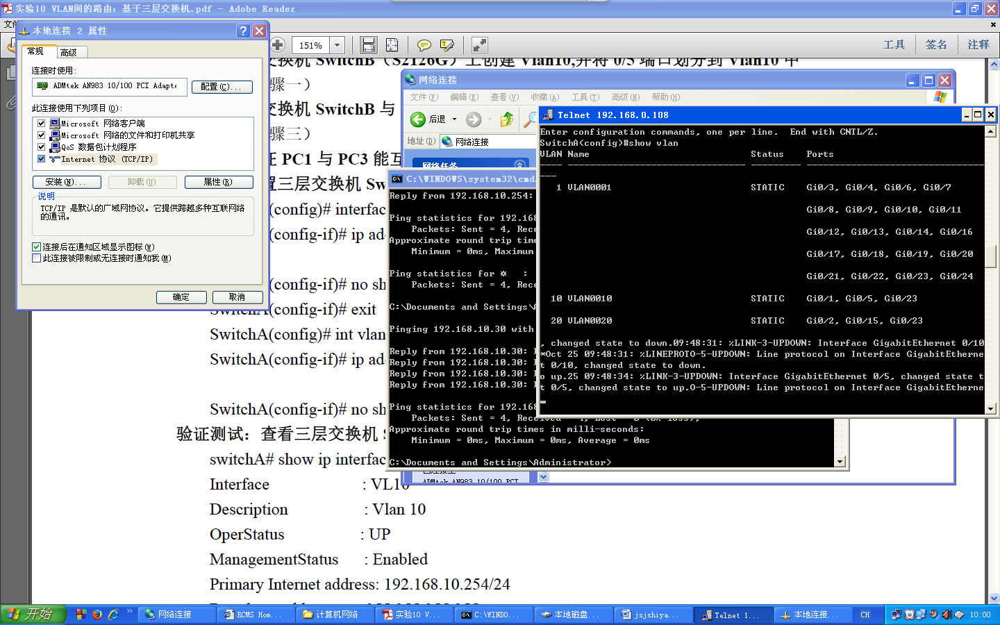 实验10 VLAN间的路由：基于三层交换机.pdf - Adobe Reader
151%
工具
签名
注释
交换机 SwitchB（S2126G）上创建 Vlan10,并将 0/5 端口划分到 Vlan10 中
骤一）
交换机 SwitchB 与
骤三）
证 PC1 与 PC3 能互
置三层交换机 Sw
(config)# interfac
(config-if)# ip add
(config-if)# no sh
SwitchA(config-if)# exit
SwitchA(config)# int vlan
SwitchA(config-if)# ip add
SwitchA(config-if)# no sh
验证测试：查看三层交换机 S
switchA# show ip interfac
Interface : VL10
Description : Vlan 10
OperStatus : UP
ManagementStatus : Enabled
Primary Internet address: 192.168.10.254/24
本地连接 2 属性
常规
高级
连接时使用:
ADMtek AN983 10/100 PCI Adapte
配置(C)...
此连接使用下列项目(O):
Microsoft 网络客户端
Microsoft 网络的文件和打印机共享
QoS 数据包计划程序
Internet 协议 (TCP/IP)
安装(N)...
卸载(U)
属性(R)
说明
TCP/IP 是默认的广域网协议。它提供跨越多种互联网络
的通讯。
连接后在通知区域显示图标(W)
此连接被限制或无连接时通知我(M)
确定
取消
网络连接
文件(F) 编辑(E) 查看(V) 收藏(A) 工具(T) 高级(N) 帮助(H)
后退
地址(D)
网络连接
网络任务
ADMtek AN983 10/100 PCI
C:\WINDOWS\system32\cmd.
Reply from 192.168.10.254:
Ping statistics for 192.168
Packets: Sent = 4, Rece
Approximate round trip time
Minimum = 0ms, Maximum
Ping statistics for * :
Packets: Sent = 4, Rece
C:\Documents and Settings\A
Pinging 192.168.10.30 with
Reply from 192.168.10.30:
Reply from 192.168.10.30:
Reply from 192.168.10.30:
Reply from 192.168.10.30:
Ping statistics for 192.168
Packets: Sent = 4, Received = 4, Lost = 0 (0% loss),
Approximate round trip times in milli-seconds:
Minimum = 0ms, Maximum = 0ms, Average = 0ms
C:\Documents and Settings\Administrator>
Telnet 192.168.0.108
Enter configuration commands, one per line. End with CNTL/Z.
SwitchA(config)#show vlan
VLAN Name Status Ports
---- -------------------------------- --------- --------------------------------
---
1 VLAN0001 STATIC Gi0/3, Gi0/4, Gi0/6, Gi0/7
Gi0/8, Gi0/9, Gi0/10, Gi0/11
Gi0/12, Gi0/13, Gi0/14, Gi0/16
Gi0/17, Gi0/18, Gi0/19, Gi0/20
Gi0/21, Gi0/22, Gi0/23, Gi0/24
10 VLAN0010 STATIC Gi0/1, Gi0/5, Gi0/23
20 VLAN0020 STATIC Gi0/2, Gi0/15, Gi0/23
, changed state to down.09:48:31: %LINK-3-UPDOWN: Interface GigabitEthernet 0/10
*Oct 25 09:48:31: %LINEPROTO-5-UPDOWN: Line protocol on Interface GigabitEtherne
t 0/10, changed state to down.
o up.25 09:48:34: %LINK-3-UPDOWN: Interface GigabitEthernet 0/5, changed state t
t 0/5, changed state to up.O-5-UPDOWN: Line protocol on Interface GigabitEtherne
开始
网络连接
RCMS Hom...
计算机网络
实验10 V...
C:\WINDO...
本地磁盘...
jsjshiya...
Telnet 1...
本地连接...
CH
10:00